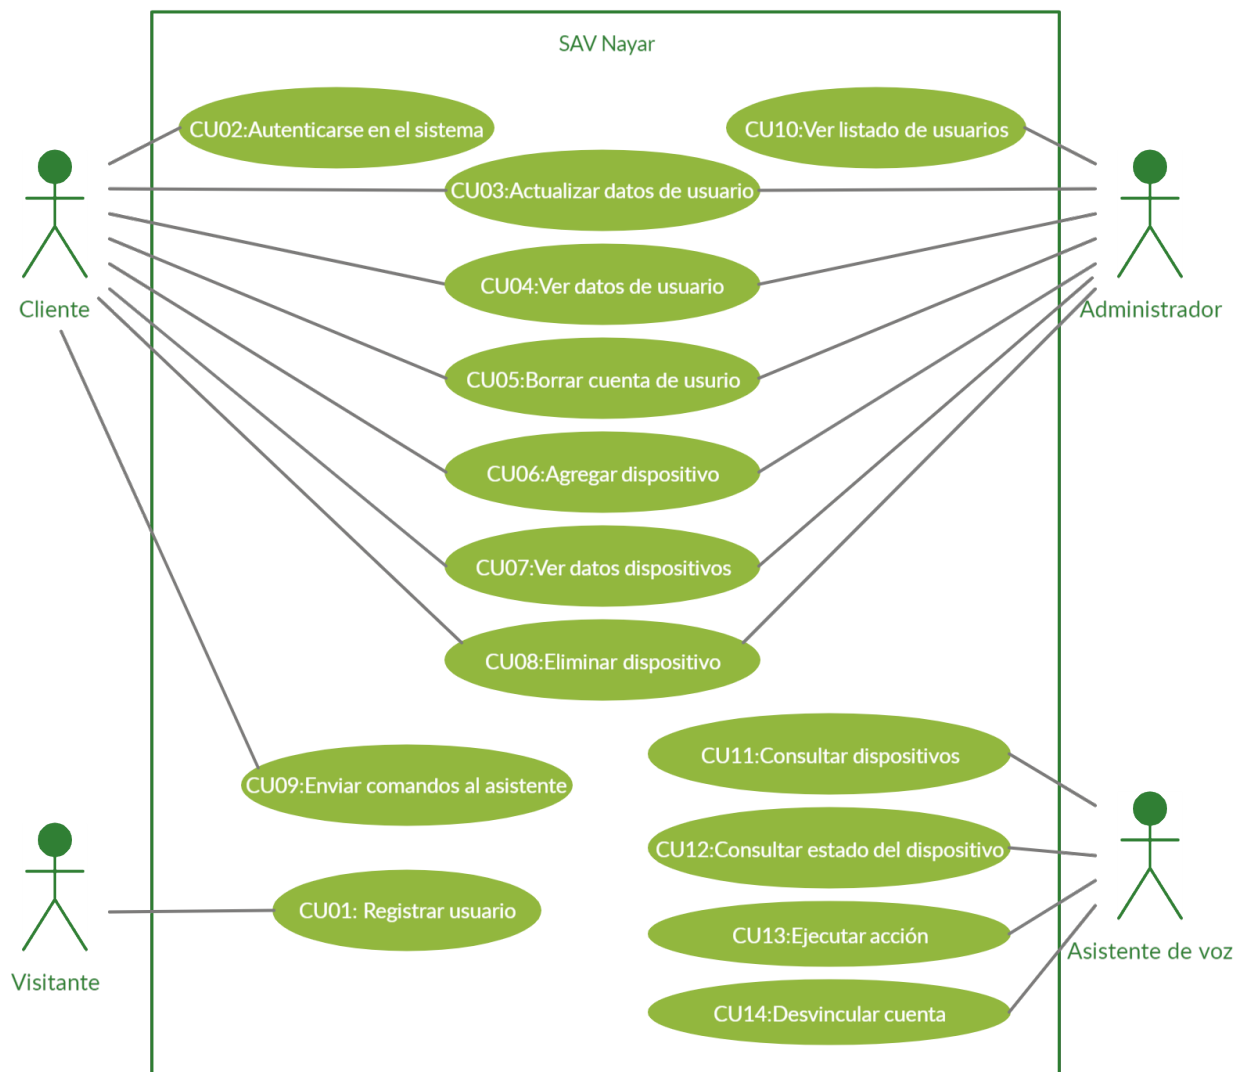 SAV Nayar
CU02:Autenticarse en el sistema
CU10:Ver listado de usuarios
CU03:Actualizar datos de usuario
CU04:Ver datos de usuario
Cliente
Administrador
CU05:Borrar cuenta de usurio
CU06:Agregar dispositivo
CU07:Ver datos dispositivos
CU08:Eliminar dispositivo
CU11:Consultar dispositivos
CU09:Enviar comandos al asistente
CU12:Consultar estado del dispositivo
CU01: Registrar usuario
CU13:Ejecutar acción
Asistente de voz
Visitante
CU14:Desvincular cuenta